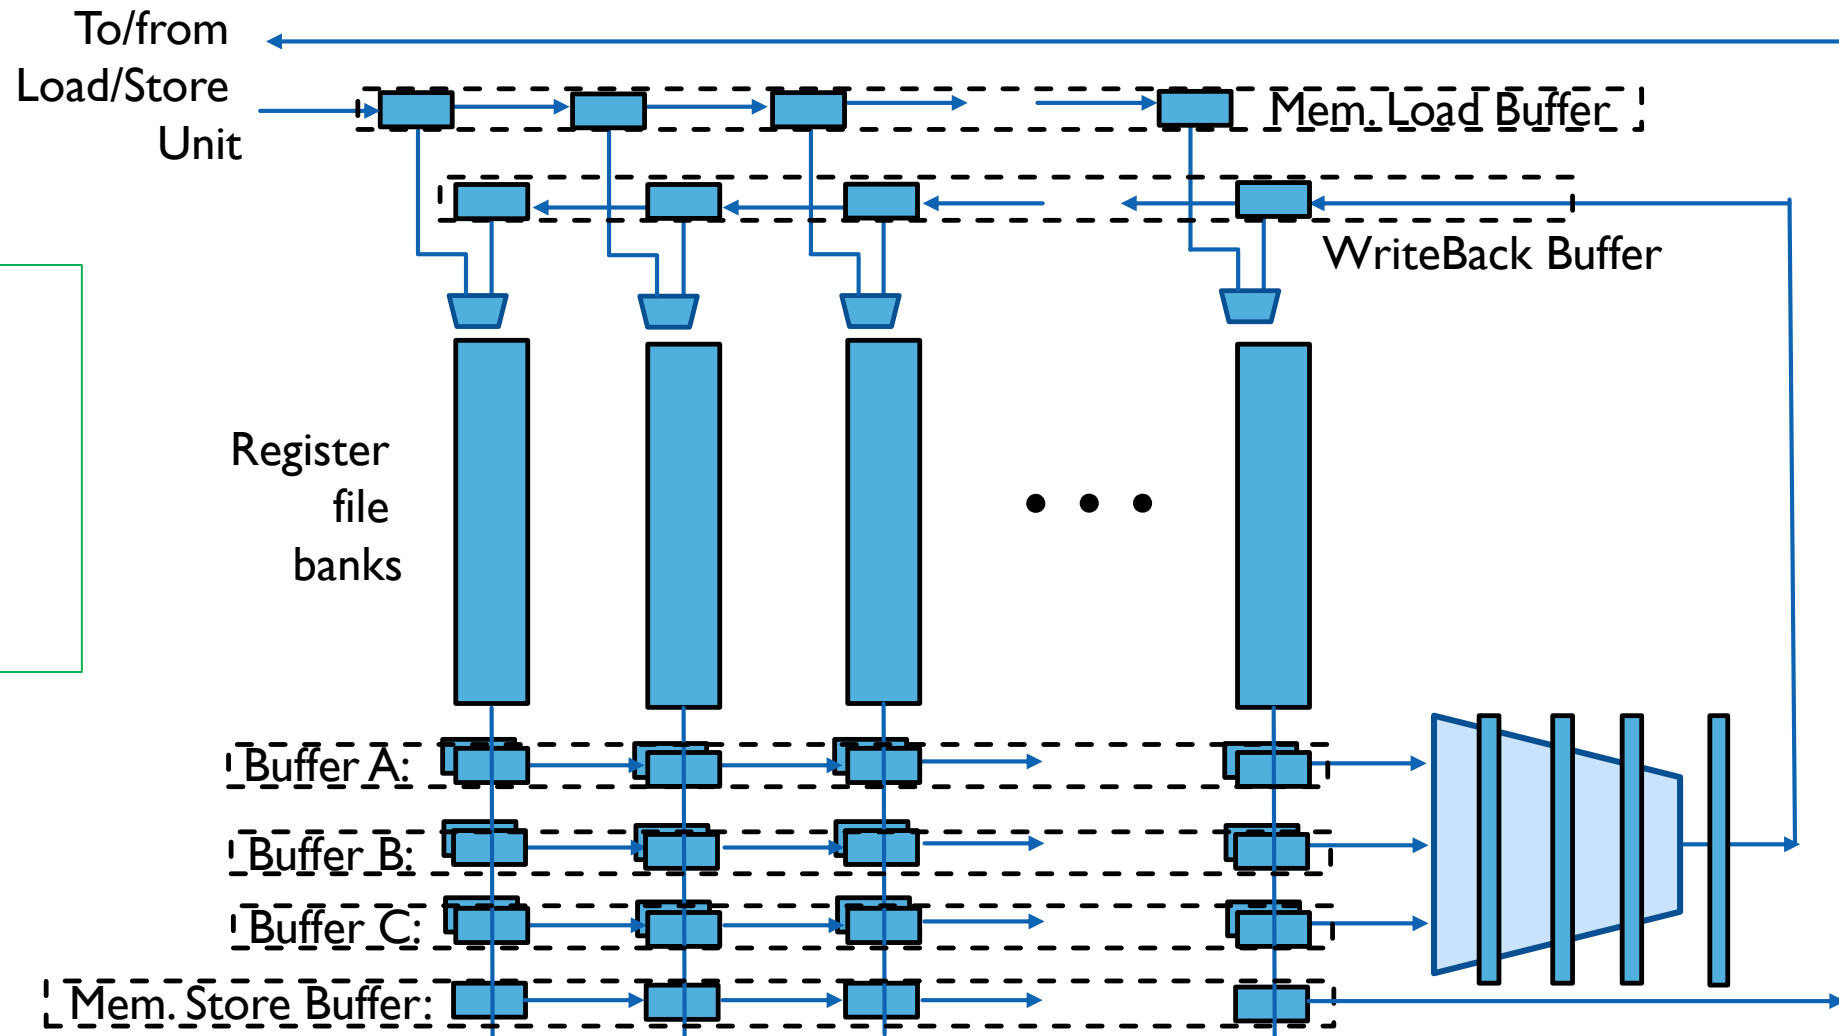 To/from
Load/Store
Unit
Mem. Load Buffer
WriteBack Buffer
Register
file
banks
Buffer A:
Buffer B:
Buffer C:
Mem. Store Buffer: